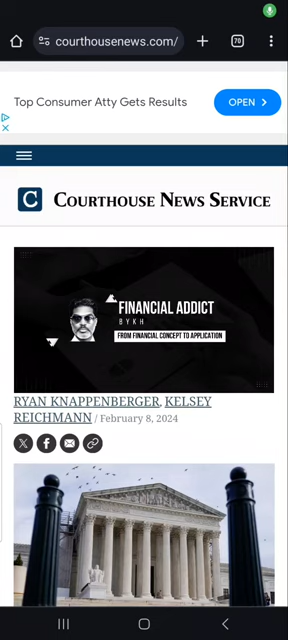 courthousenews.com/
70
Top Consumer Atty Gets Results
OPEN
C COURTHOUSE NEWS SERVICE
FINANCIAL ADDICT
BYKH
FROM FINANCIAL CONCEPT TO APPLICATION
RYAN KNAPPENBERGER, KELSEY
REICHMANN / February 8, 2024